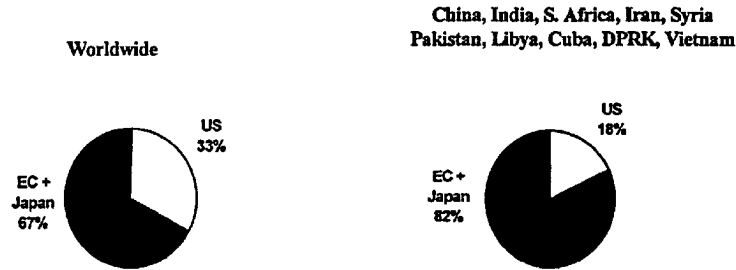 Worldwide
US
33%
EC +
Japan
67%
China, India, S. Africa, Iran, Syria
Pakistan, Libya, Cuba, DPRK, Vietnam
US
18%
EC +
Japan
82%